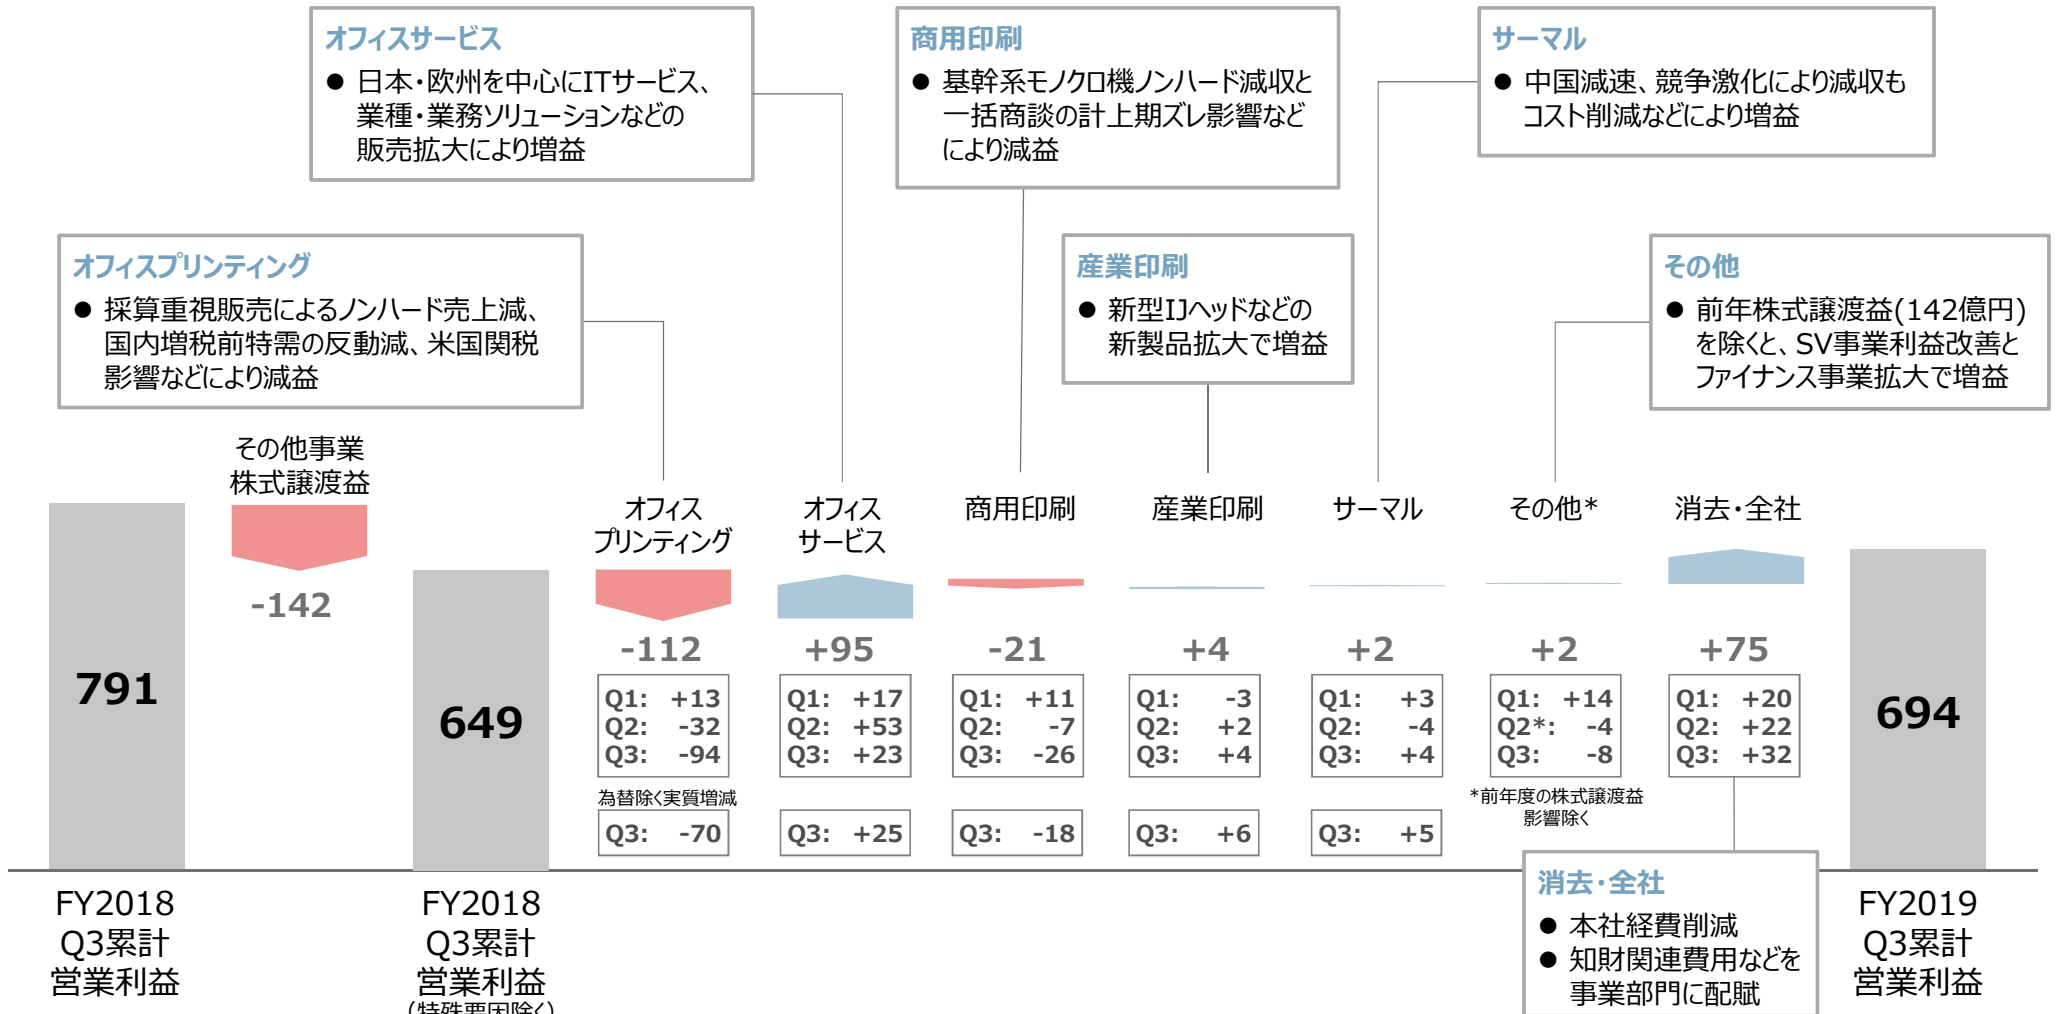 オフィスサービス
● 日本・欧州を中心にITサービス、
業種・業務ソリューションなどの
販売拡大により増益
商用印刷
● 基幹系モノクロ機ノンハード減収と
一括商談の計上期ズレ影響など
により減益
サーマル
● 中国減速、競争激化により減収も
コスト削減などにより増益
オフィスプリンティング
● 採算重視販売によるノンハード売上減、
国内増税前特需の反動減、米国関税
影響などにより減益
産業印刷
● 新型IJヘッドなどの
新製品拡大で増益
その他
● 前年株式譲渡益(142億円)
を除くと、SV事業利益改善と
ファイナンス事業拡大で増益
その他事業
株式譲渡益
-142
791
649
オフィス
プリンティング
-112
Q1: +13
Q2: -32
Q3: -94
為替除く実質増減
Q3: -70
オフィス
サービス
+95
Q1: +17
Q2: +53
Q3: +23
Q3: +25
商用印刷
-21
Q1: +11
Q2: -7
Q3: -26
Q3: -18
産業印刷
+4
Q1: -3
Q2: +2
Q3: +4
Q3: +6
サーマル
+2
Q1: +3
Q2: -4
Q3: +4
Q3: +5
その他*
+2
Q1: +14
Q2*: -4
Q3: -8
*前年度の株式譲渡益
影響除く
消去・全社
+75
Q1: +20
Q2: +22
Q3: +32
694
消去・全社
● 本社経費削減
● 知財関連費用などを
事業部門に配賦
FY2018
Q3累計
営業利益
FY2018
Q3累計
営業利益
(特殊要因除く)
FY2019
Q3累計
営業利益